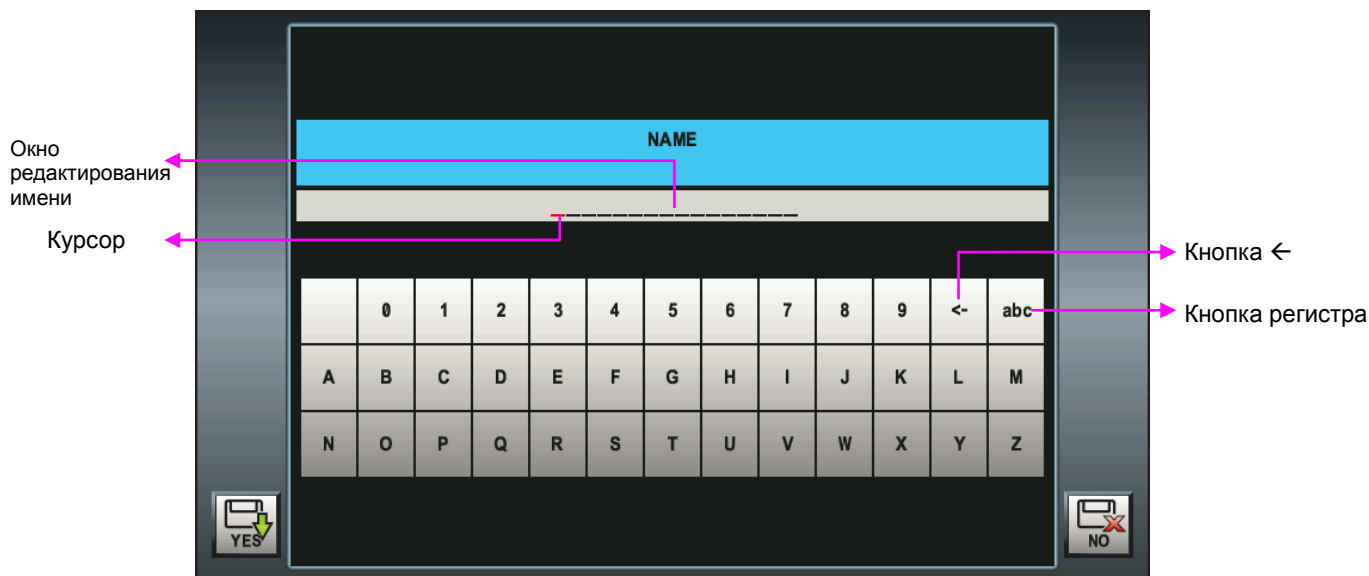 NAME
Окно
редактирования
имени
Курсор
Кнопка ←
Кнопка регистра
0 1 2 3 4 5 6 7 8 9 <- abc
A B C D E F G H I J K L M
N O P Q R S T U V W X Y Z
YES
NO